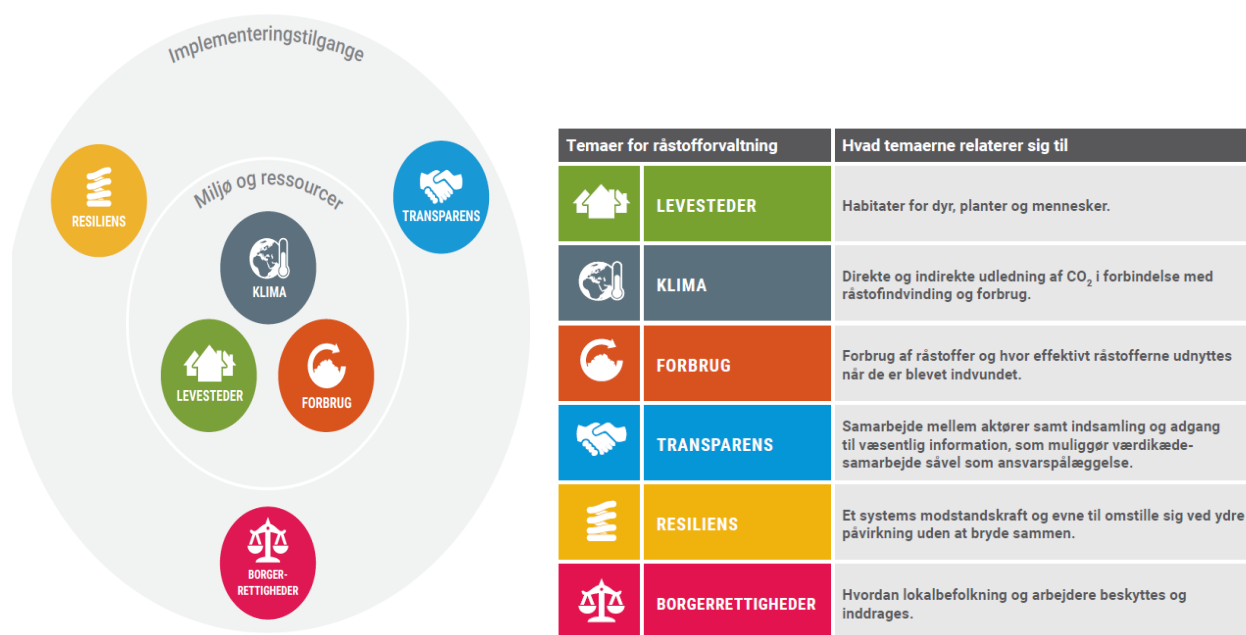 Implementeringstilgange
RESILIENS
TRANSPARENS
Miljø og ressourcer
KLIMA
LEVESTEDER
FORBRUG
BORGER-
RETTIGHEDER
Temaer for råstofforvaltning
Hvad temaerne relaterer sig til
LEVESTEDER
Habitater for dyr, planter og mennesker.
KLIMA
Direkte og indirekte udledning af CO₂ i forbindelse med
råstofindvinding og forbrug.
FORBRUG
Forbrug af råstoffer og hvor effektivt råstofferne udnyttes
når de er blevet indvundet.
TRANSPARENS
Samarbejde mellem aktører samt indsamling og adgang
til væsentlig information, som muliggør værdikæde-
samarbejde såvel som ansvarspålæggelse.
RESILIENS
Et systems modstandskraft og evne til omstille sig ved ydre
påvirkning uden at bryde sammen.
BORGERRETTIGHEDER
Hvordan lokalbefolkning og arbejdere beskyttes og
inddrages.